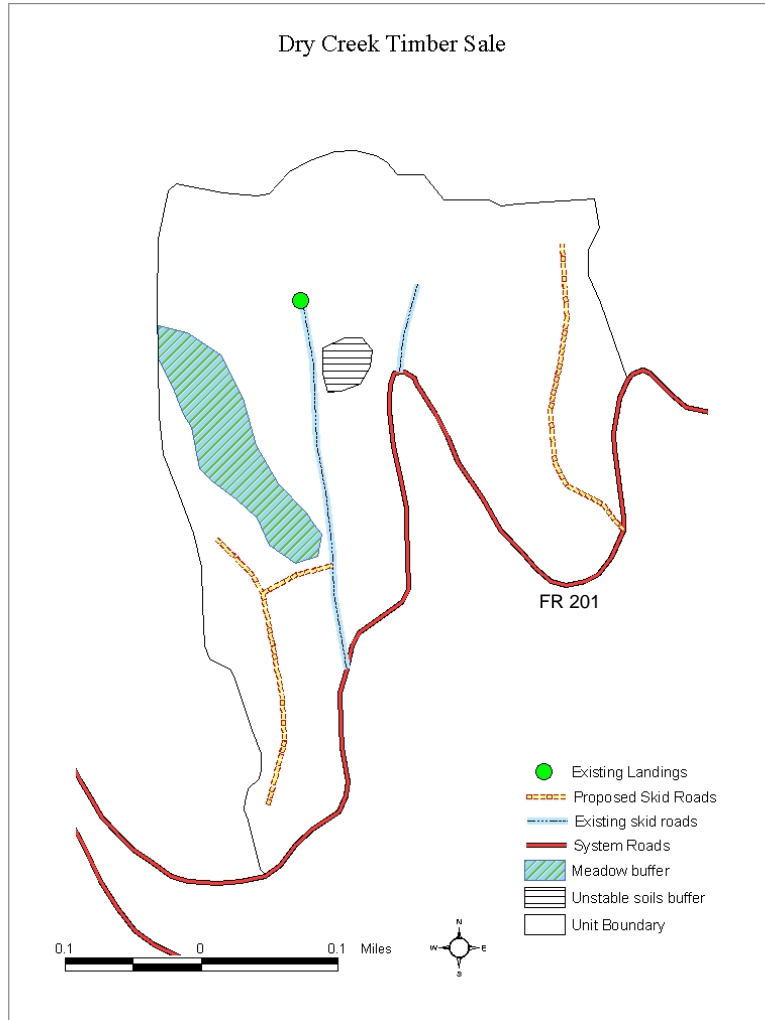 Dry Creek Timber Sale
FR 201
Existing Landings
Proposed Skid Roads
Existing skid roads
System Roads
Meadow buffer
Unstable soils buffer
Unit Boundary
0.1 0 0.1 Miles
N
W E
S